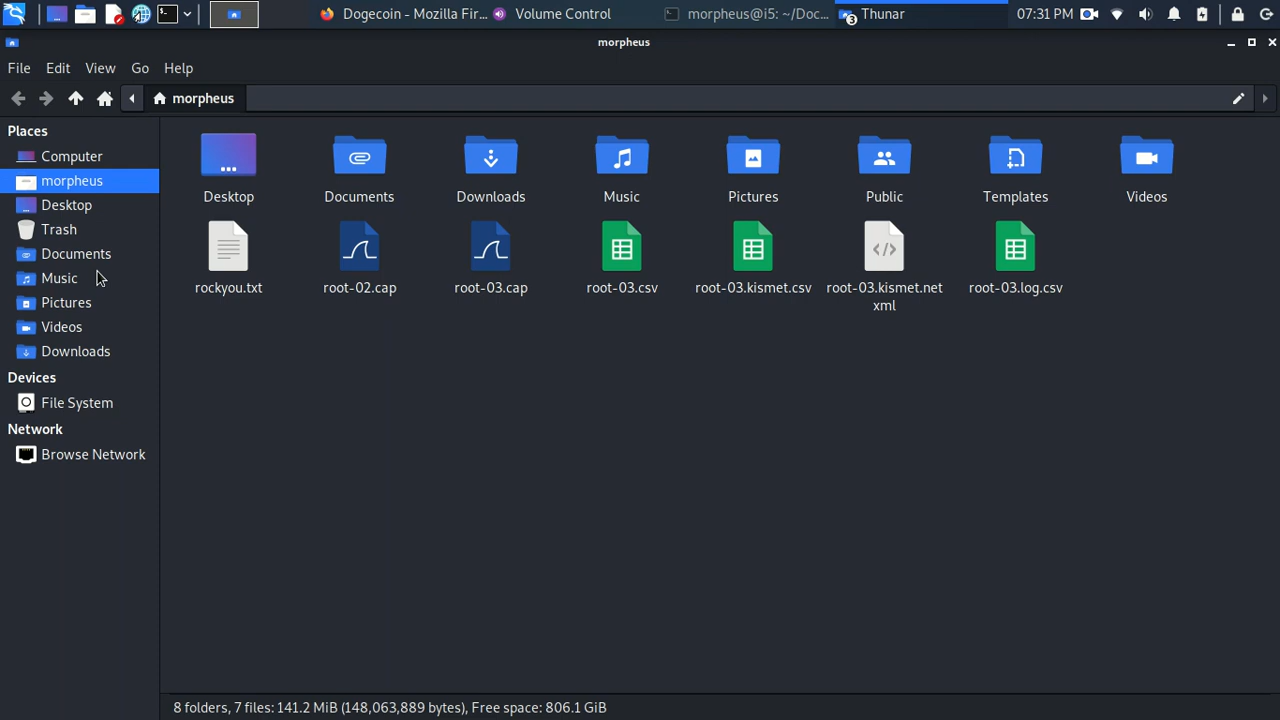 Dogecoin - Mozilla Fir...
Volume Control
morpheus@i5: ~/Doc...
3
Thunar
07:31 PM
morpheus
File Edit View Go Help
morpheus
Places
Computer
morpheus
Desktop
Trash
Documents
Music
Pictures
Videos
Downloads
Devices
File System
Network
Browse Network
Desktop
Documents
Downloads
Music
Pictures
Public
Templates
Videos
rockyou.txt
root-02.cap
root-03.cap
root-03.csv
root-03.kismet.csv
root-03.kismet.net
xml
root-03.log.csv
8 folders, 7 files: 141.2 MiB (148,063,889 bytes), Free space: 806.1 GiB